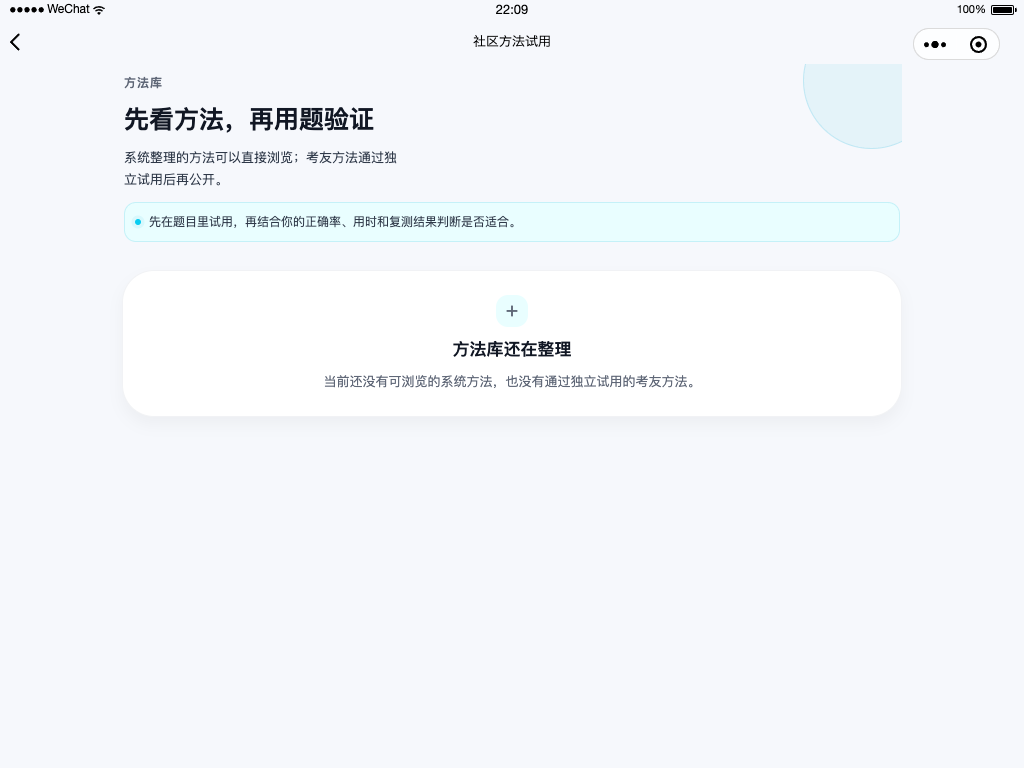 ●●●●● WeChat
22:09
100%
社区方法试用
方法库
先看方法，再用题验证
系统整理的方法可以直接浏览；考友方法通过独
立试用后再公开。
先在题目里试用，再结合你的正确率、用时和复测结果判断是否适合。
+
方法库还在整理
当前还没有可浏览的系统方法，也没有通过独立试用的考友方法。